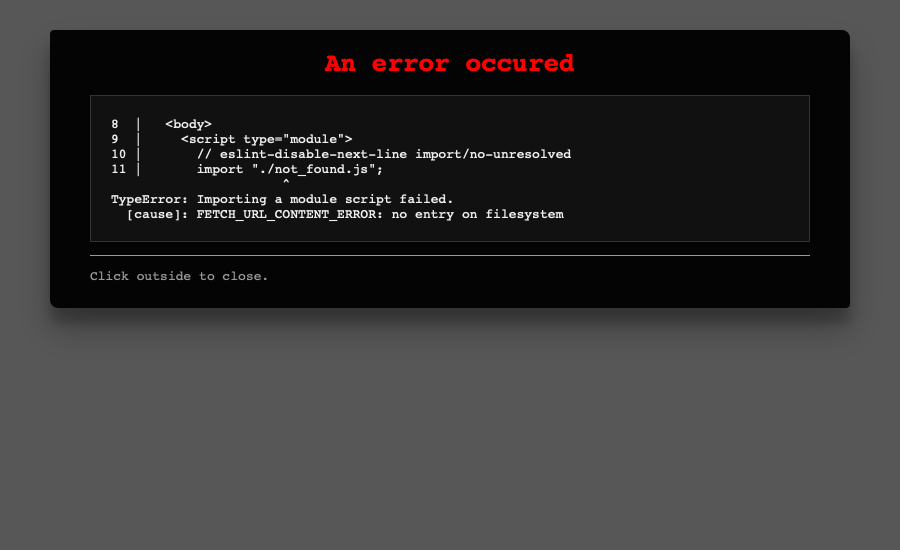 An error occured
8  │   <body>
9  │     <script type="module">
10 │       // eslint-disable-next-line import/no-unresolved
11 │       import "./not_found.js";
                      ^
TypeError: Importing a module script failed.
  [cause]: FETCH_URL_CONTENT_ERROR: no entry on filesystem
Click outside to close.